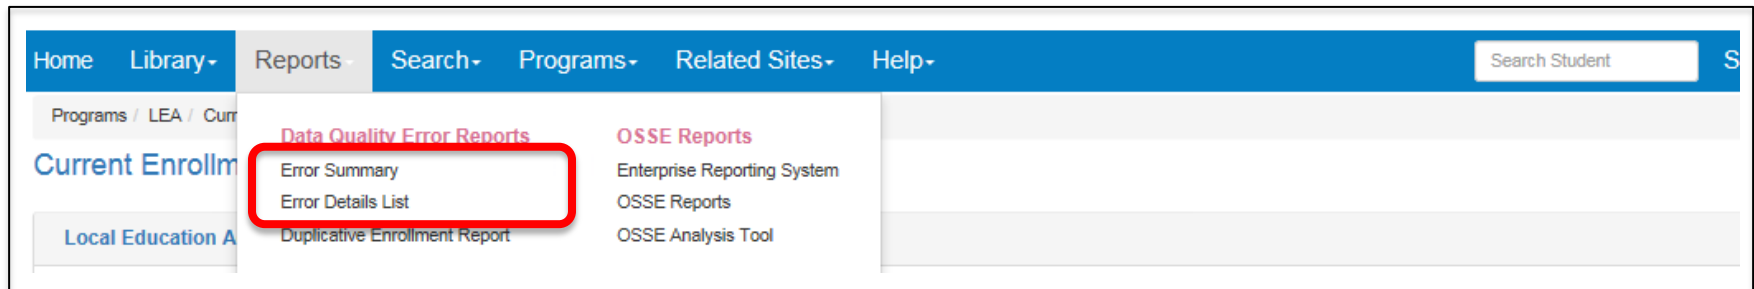 Home Library Reports Search Programs Related Sites Help Search Student S
Programs / LEA / Curr
Data Quality Error Reports OSSE Reports
Current Enrollm
Error Summary Enterprise Reporting System
Error Details List OSSE Reports
Local Education A Duplicative Enrollment Report OSSE Analysis Tool